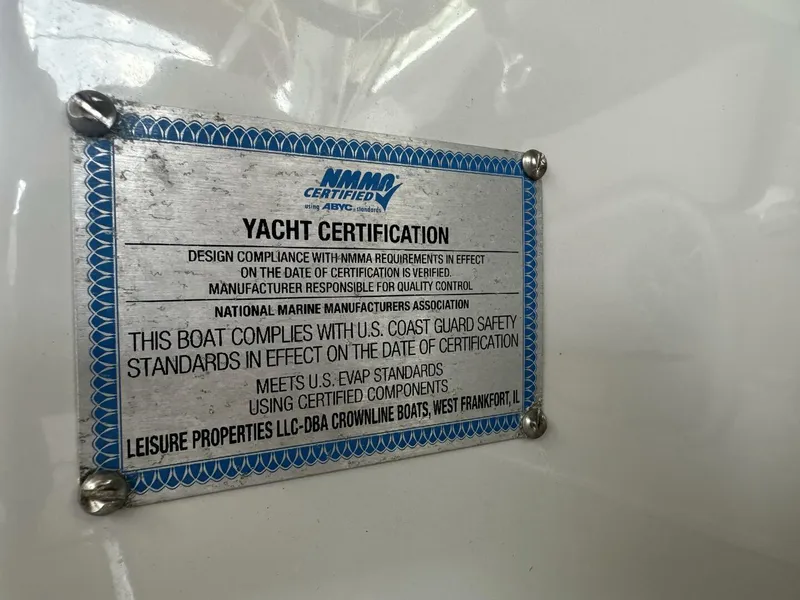 NMMA
CERTIFIED
using ABYC standards
YACHT CERTIFICATION
DESIGN COMPLIANCE WITH NMMA REQUIREMENTS IN EFFECT
ON THE DATE OF CERTIFICATION IS VERIFIED.
MANUFACTURER RESPONSIBLE FOR QUALITY CONTROL
NATIONAL MARINE MANUFACTURERS ASSOCIATION
THIS BOAT COMPLIES WITH U.S. COAST GUARD SAFETY
STANDARDS IN EFFECT ON THE DATE OF CERTIFICATION
MEETS U.S. EVAP STANDARDS
USING CERTIFIED COMPONENTS
LEISURE PROPERTIES LLC-DBA CROWNLINE BOATS, WEST FRANKFORT, IL